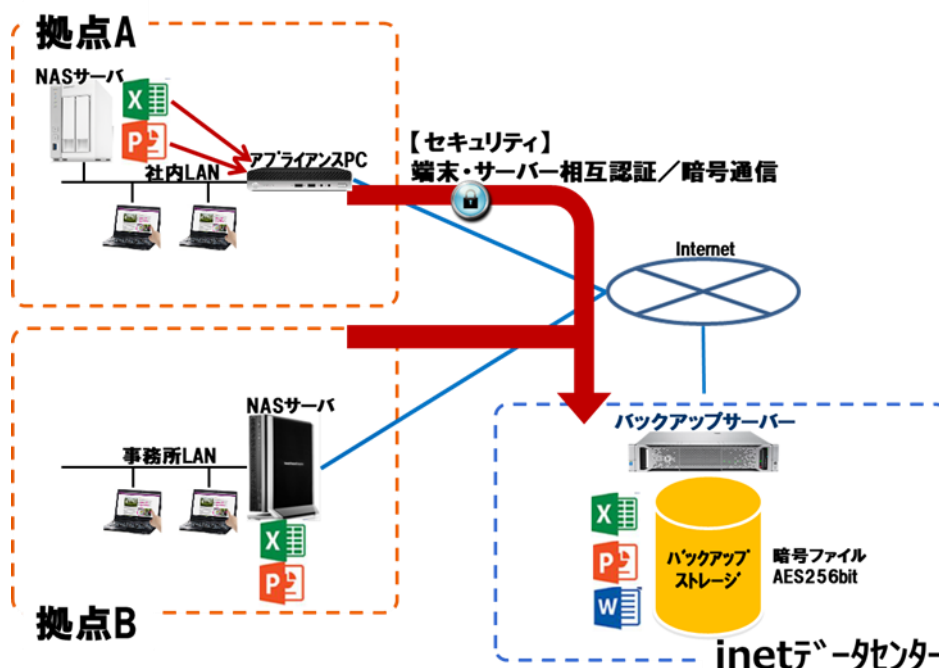 拠点A
NASサーバ
X
P
アプライアンスPC
社内LAN
【セキュリティ】
端末・サーバー相互認証／暗号通信
Internet
NASサーバ
事務所LAN
X
P
拠点B
バックアップサーバー
X
P
W
バックアップ
ストレージ
暗号ファイル
AES256bit
inetデータセンター